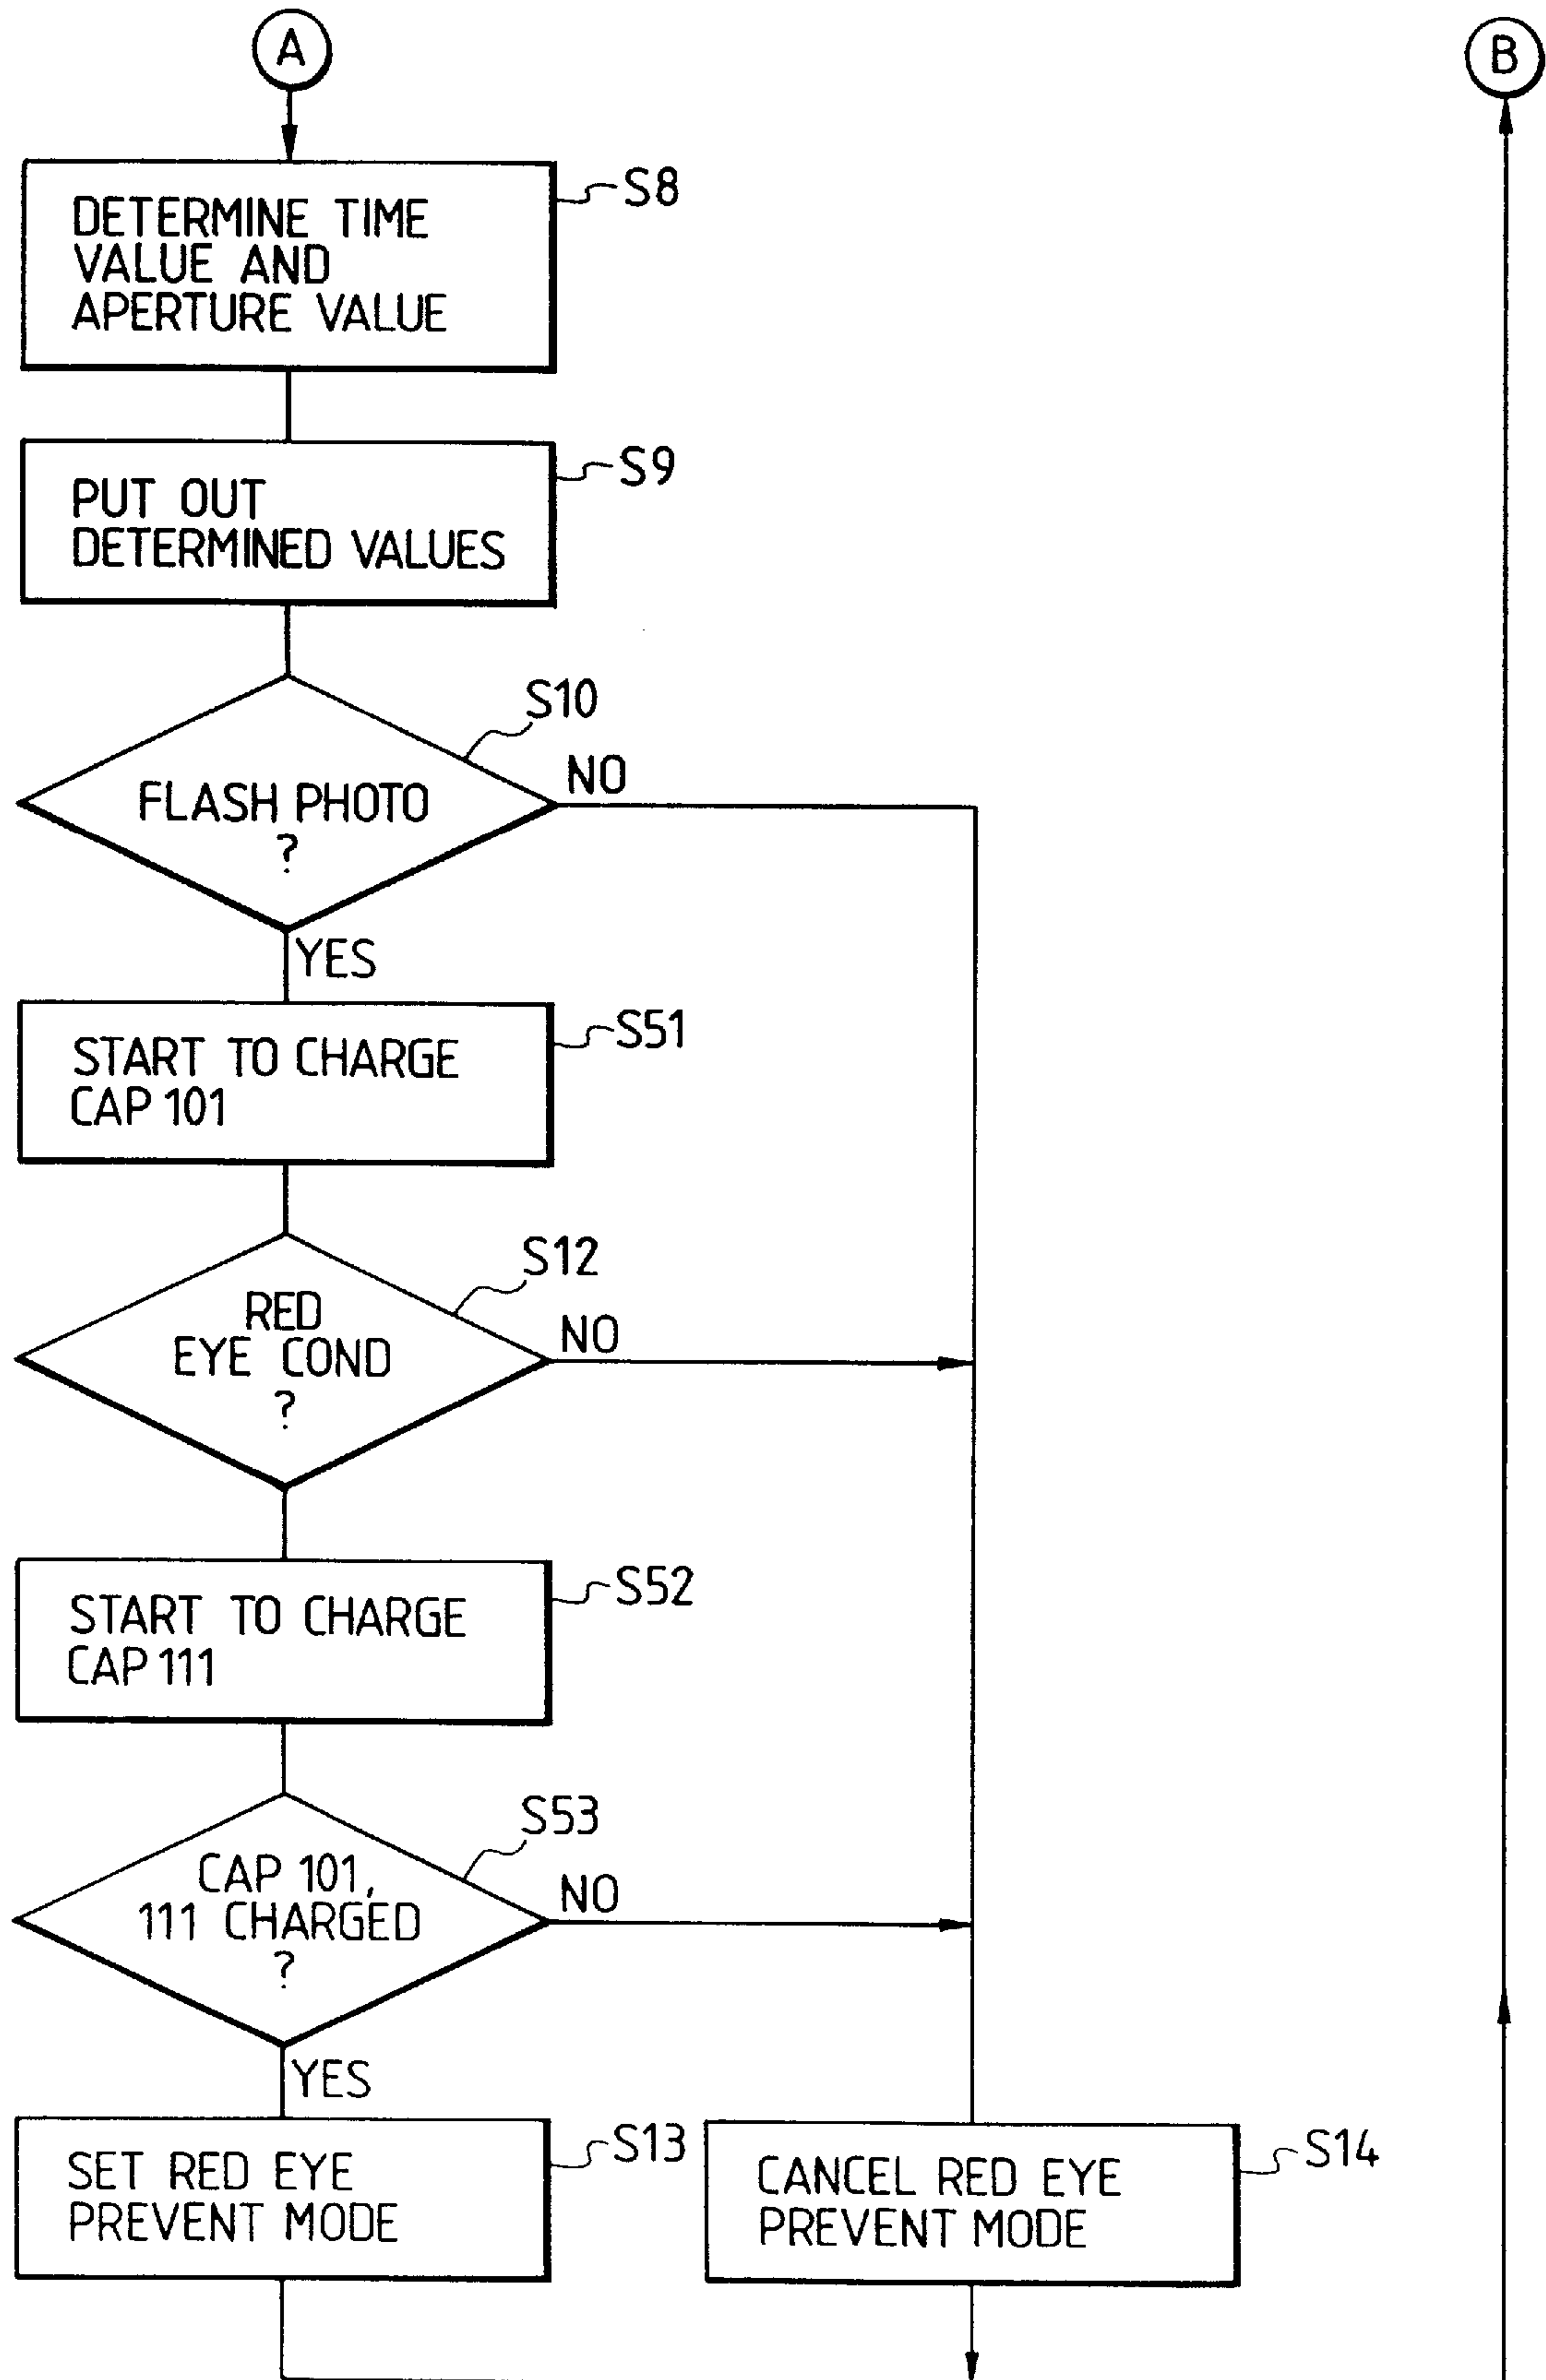 A
B
S8
DETERMINE TIME
VALUE AND
APERTURE VALUE
S9
PUT OUT
DETERMINED VALUES
S10
FLASH PHOTO
?
NO
YES
S51
START TO CHARGE
CAP 101
S12
RED
EYE COND
?
NO
S52
START TO CHARGE
CAP 111
S53
CAP 101,
111 CHARGED
?
NO
YES
S13
SET RED EYE
PREVENT MODE
S14
CANCEL RED EYE
PREVENT MODE